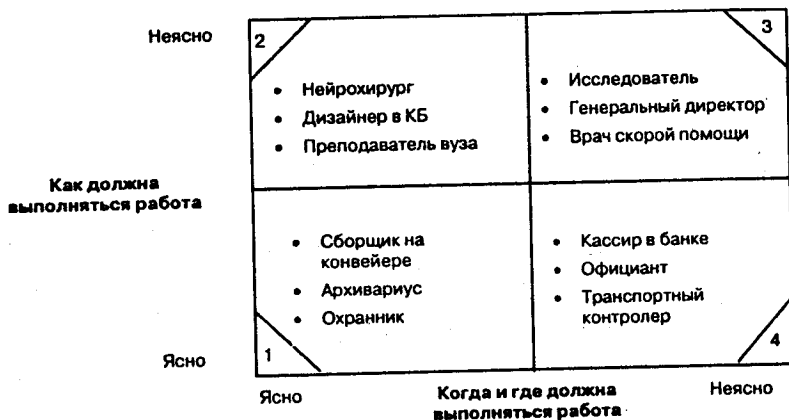 Неясно
2
3
• Нейрохирург
• Дизайнер в КБ
• Преподаватель вуза
• Исследователь
• Генеральный директор
• Врач скорой помощи
Как должна
выполняться работа
• Сборщик на
конвейере
• Архивариус
• Охранник
• Кассир в банке
• Официант
• Транспортный
контролер
1
4
Ясно
Ясно
Когда и где должна
выполняться работа
Неясно